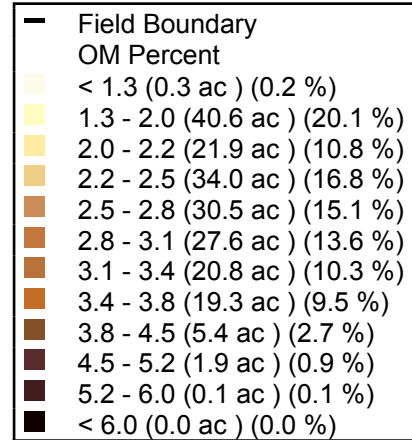 Field Boundary
OM Percent
< 1.3 (0.3 ac ) (0.2 %)
1.3 - 2.0 (40.6 ac ) (20.1 %)
2.0 - 2.2 (21.9 ac ) (10.8 %)
2.2 - 2.5 (34.0 ac ) (16.8 %)
2.5 - 2.8 (30.5 ac ) (15.1 %)
2.8 - 3.1 (27.6 ac ) (13.6 %)
3.1 - 3.4 (20.8 ac ) (10.3 %)
3.4 - 3.8 (19.3 ac ) (9.5 %)
3.8 - 4.5 (5.4 ac ) (2.7 %)
4.5 - 5.2 (1.9 ac ) (0.9 %)
5.2 - 6.0 (0.1 ac ) (0.1 %)
< 6.0 (0.0 ac ) (0.0 %)